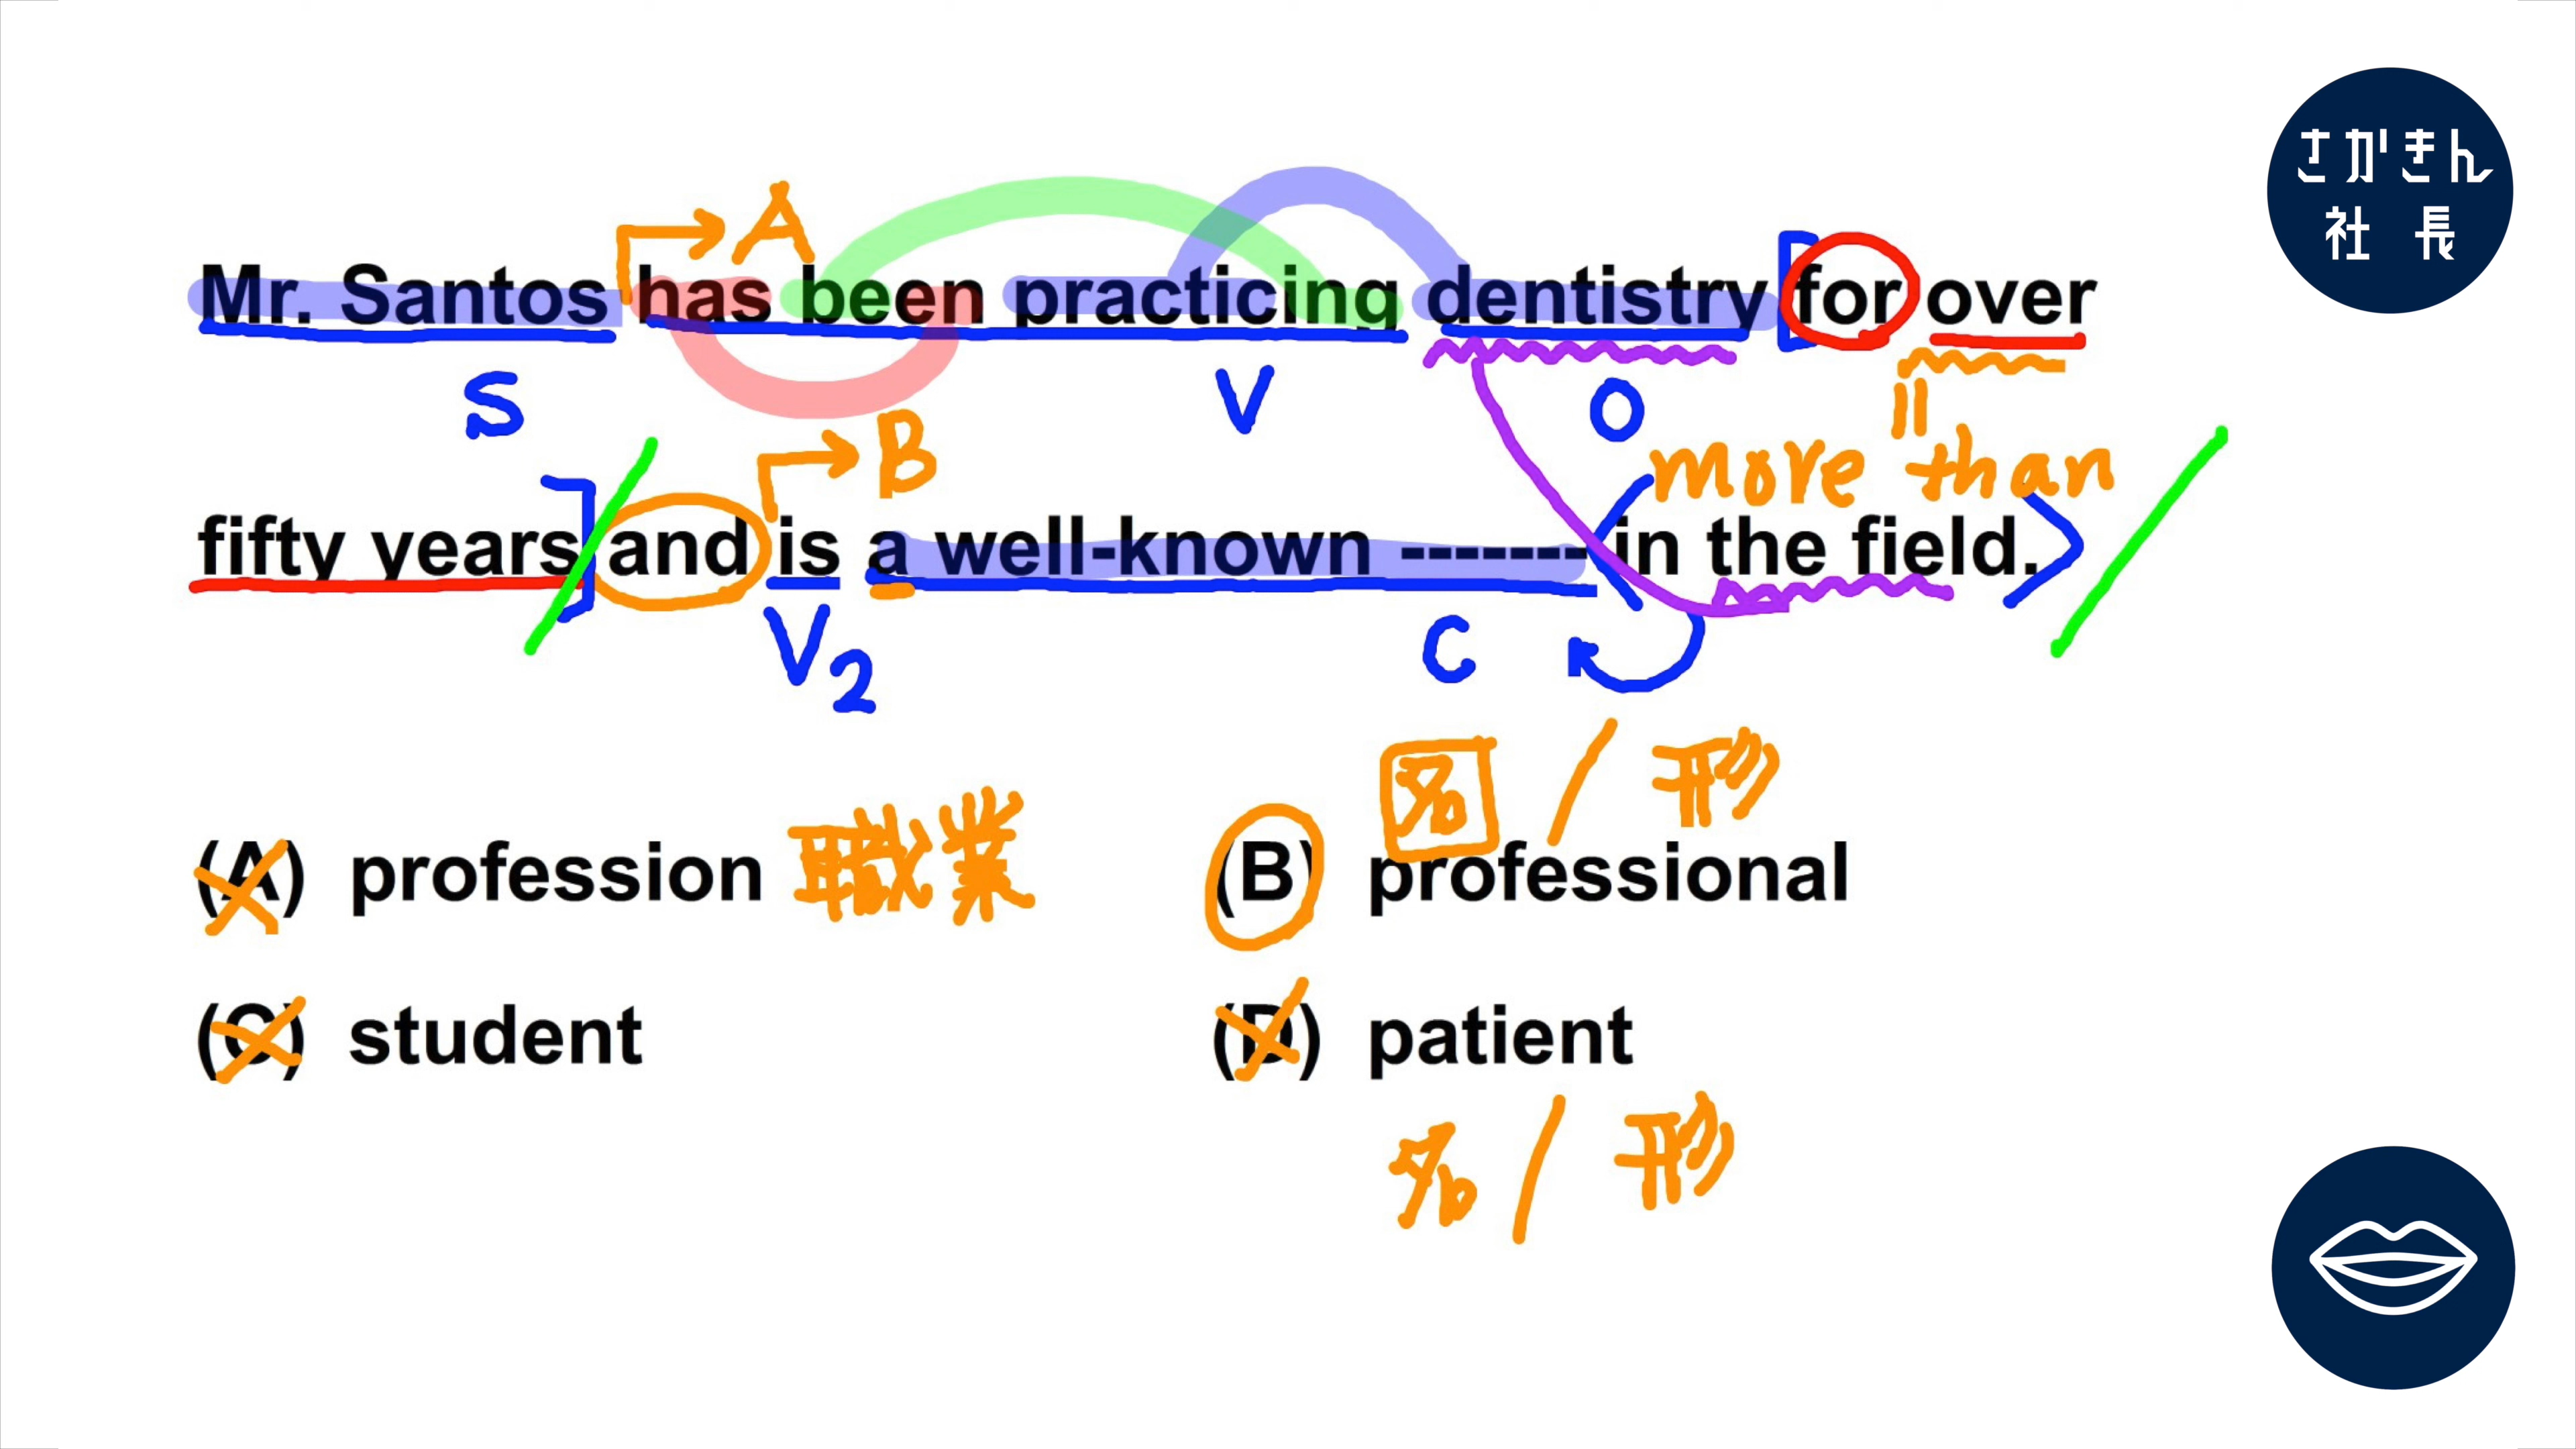 さかきん
社長
A
Mr. Santos has been practicing dentistry for over
S V O
B
more than
fifty years and is a well-known ------- in the field.
V2 C
名 / 形
(A) profession 職業
(B) professional
(C) student
(D) patient
名 / 形